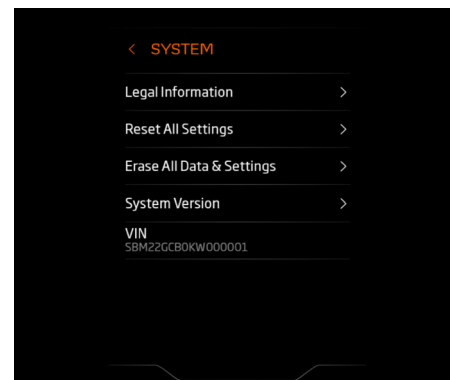 SYSTEM
Legal Information
Reset All Settings
Erase All Data & Settings
System Version
VIN
SBM22GCB0KW000001